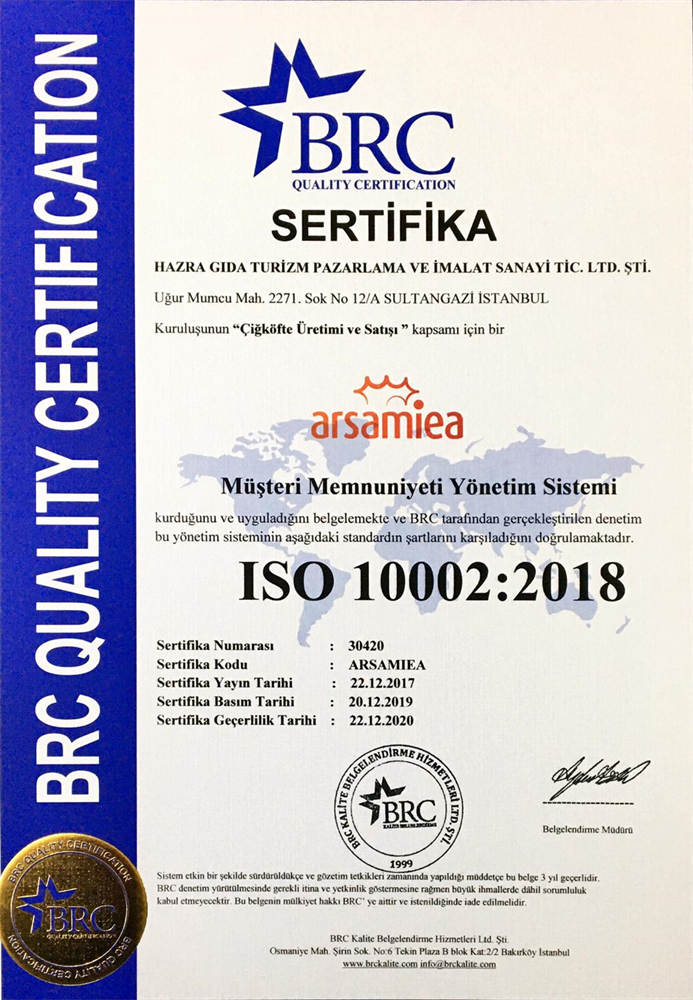 BRC QUALITY CERTIFICATION
BRC
QUALITY CERTIFICATION
SERTİFİKA
HAZRA GIDA TURİZM PAZARLAMA VE İMALAT SANAYİ TİC. LTD. ŞTİ.
Uğur Mumcu Mah. 2271. Sok No 12/A SULTANGAZİ İSTANBUL
Kuruluşunun “Çiğköfte Üretimi ve Satışı ” kapsamı için bir
arsamiea
Müşteri Memnuniyeti Yönetim Sistemi
kurduğunu ve uyguladığını belgelemekte ve BRC tarafından gerçekleştirilen denetim
bu yönetim sisteminin aşağıdaki standardın şartlarını karşıladığını doğrulamaktadır.
ISO 10002:2018
Sertifika Numarası : 30420
Sertifika Kodu : ARSAMIEA
Sertifika Yayın Tarihi : 22.12.2017
Sertifika Basım Tarihi : 20.12.2019
Sertifika Geçerlilik Tarihi : 22.12.2020
BRC KALİTE BELGELENDİRME HİZMETLERİ LTD. ŞTİ.
BRC
KALİTE BELGELENDİRME
1999
Belgelendirme Müdürü
Sistem etkin bir şekilde sürdürüldükçe ve gözetim tetkikleri zamanında yapıldığı müddetçe bu belge 3 yıl geçerlidir.
BRC denetim yürütülmesinde gerekli itina ve yetkinlik göstermesine rağmen büyük ihmallerde dâhil sorumluluk
kabul etmeyecektir. Bu belgenin mülkiyet hakkı BRC’ ye aittir ve istenildiğinde iade edilmelidir.
BRC QUALITY CERTIFICATION
BRC
QUALITY CERTIFICATION
BRC QUALITY CERTIFICATION
BRC Kalite Belgelendirme Hizmetleri Ltd. Şti.
Osmaniye Mah. Şirin Sok. No:6 Tekin Plaza B blok Kat:2/2 Bakırköy İstanbul
www.brckalite.com info@brckalite.com